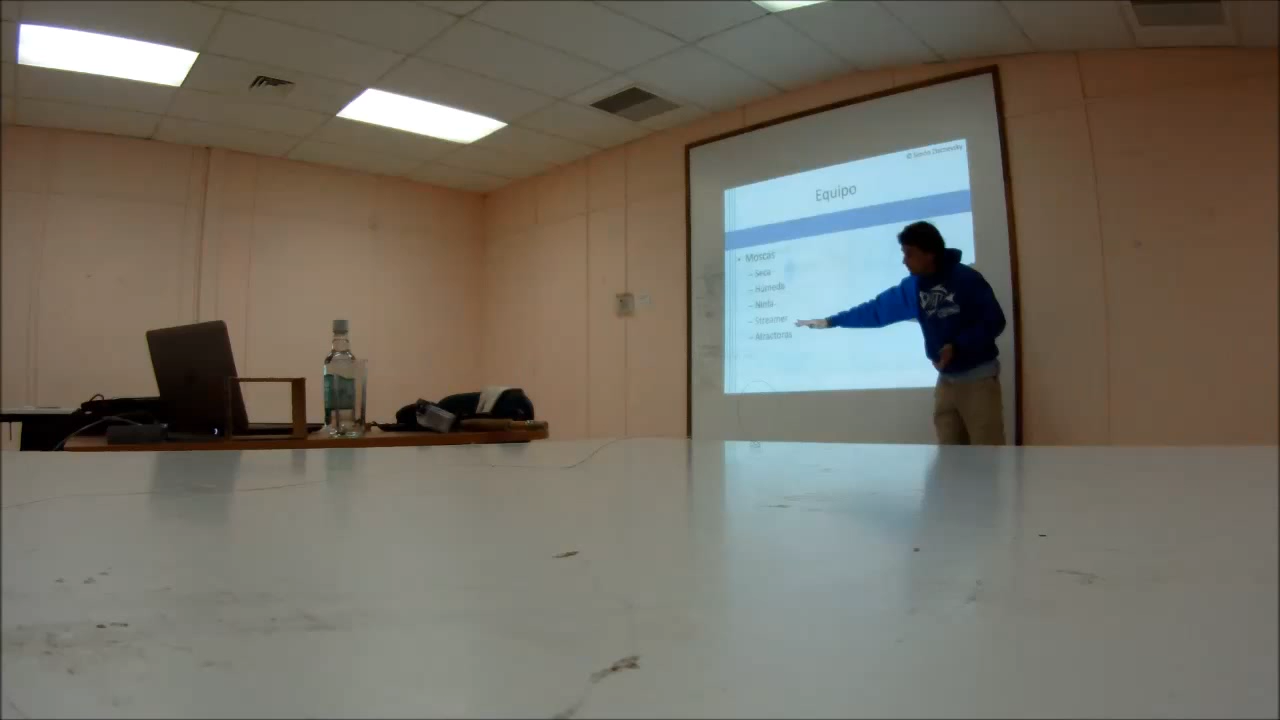 Equipo
• Moscas
– Seca
– Húmeda
– Ninfa
– Streamer
– Atractoras